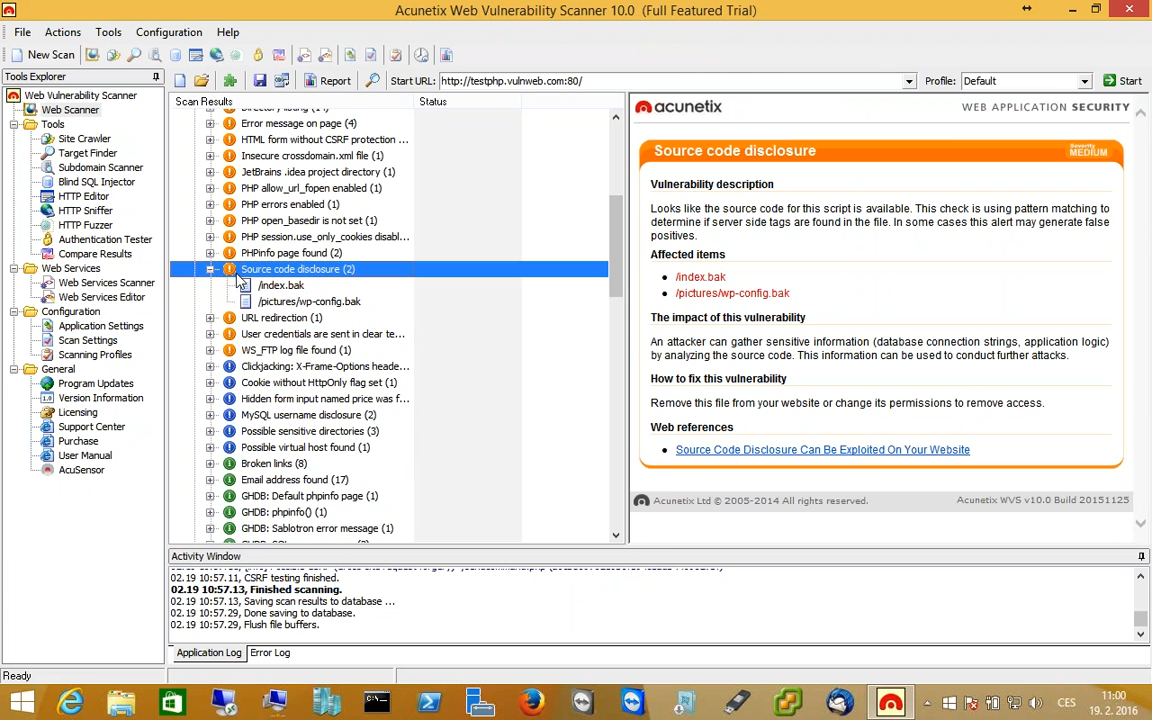 Acunetix Web Vulnerability Scanner 10.0 (Full Featured Trial)
File Actions Tools Configuration Help
New Scan
Tools Explorer
Report Start URL: http://testphp.vulnweb.com:80/ Profile: Default Start
Web Vulnerability Scanner
Web Scanner
Tools
Site Crawler
Target Finder
Subdomain Scanner
Blind SQL Injector
HTTP Editor
HTTP Sniffer
HTTP Fuzzer
Authentication Tester
Compare Results
Web Services
Web Services Scanner
Web Services Editor
Configuration
Application Settings
Scan Settings
Scanning Profiles
General
Program Updates
1.0 Version Information
Licensing
Support Center
Purchase
User Manual
AcuSensor
Scan Results Status
Error message on page (4)
HTML form without CSRF protection ...
Insecure crossdomain.xml file (1)
JetBrains .idea project directory (1)
PHP allow_url_fopen enabled (1)
PHP errors enabled (1)
PHP open_basedir is not set (1)
PHP session.use_only_cookies disabl...
PHPinfo page found (2)
Source code disclosure (2)
/index.bak
/pictures/wp-config.bak
URL redirection (1)
User credentials are sent in clear te...
WS_FTP log file found (1)
Clickjacking: X-Frame-Options heade...
Cookie without HttpOnly flag set (1)
Hidden form input named price was f...
MySQL username disclosure (2)
Possible sensitive directories (3)
Possible virtual host found (1)
Broken links (8)
Email address found (17)
GHDB: Default phpinfo page (1)
GHDB: phpinfo() (1)
GHDB: Sablotron error message (1)
acunetix WEB APPLICATION SECURITY
Source code disclosure
Severity
MEDIUM
Vulnerability description
Looks like the source code for this script is available. This check is using pattern matching to
determine if server side tags are found in the file. In some cases this alert may generate false
positives.
Affected items
/index.bak
/pictures/wp-config.bak
The impact of this vulnerability
An attacker can gather sensitive information (database connection strings, application logic)
by analyzing the source code. This information can be used to conduct further attacks.
How to fix this vulnerability
Remove this file from your website or change its permissions to remove access.
Web references
Source Code Disclosure Can Be Exploited On Your Website
Acunetix Ltd © 2005-2014 All rights reserved. Acunetix WVS v10.0 Build 20151125
Activity Window
02.19 10:57.11, CSRF testing finished.
02.19 10:57.13, Finished scanning.
02.19 10:57.13, Saving scan results to database ...
02.19 10:57.29, Done saving to database.
02.19 10:57.29, Flush file buffers.
Application Log Error Log
Ready
CES
11:00
19. 2. 2016